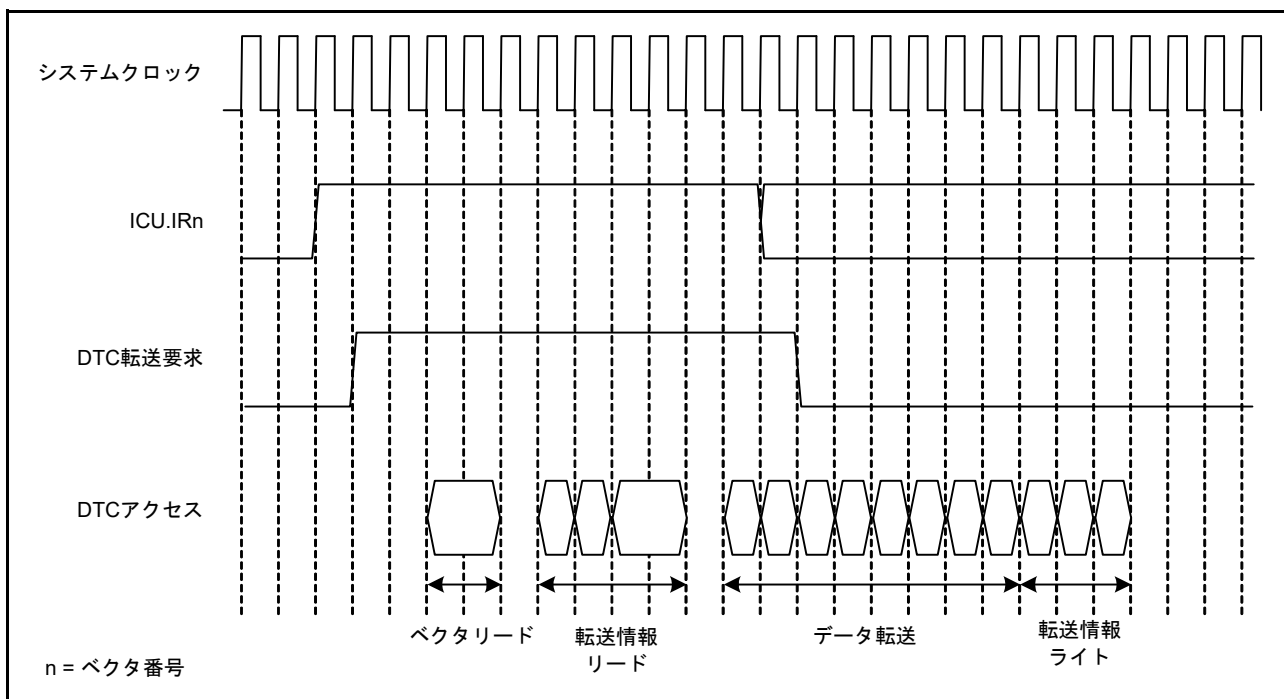 システムクロック
ICU.IRn
DTC転送要求
DTCアクセス
ベクタリード
転送情報
リード
データ転送
転送情報
ライト
n = ベクタ番号